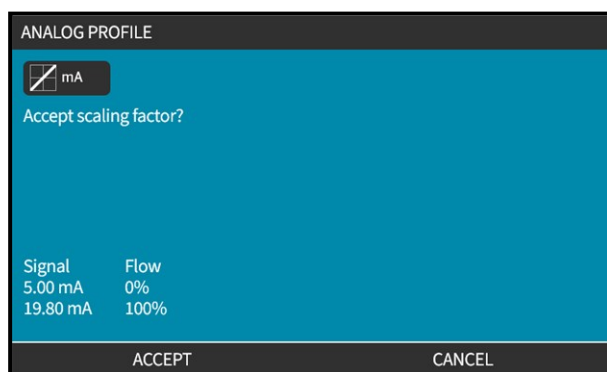 ANALOG PROFILE
mA
Accept scaling factor?
Signal Flow
5.00 mA 0%
19.80 mA 100%
ACCEPT CANCEL